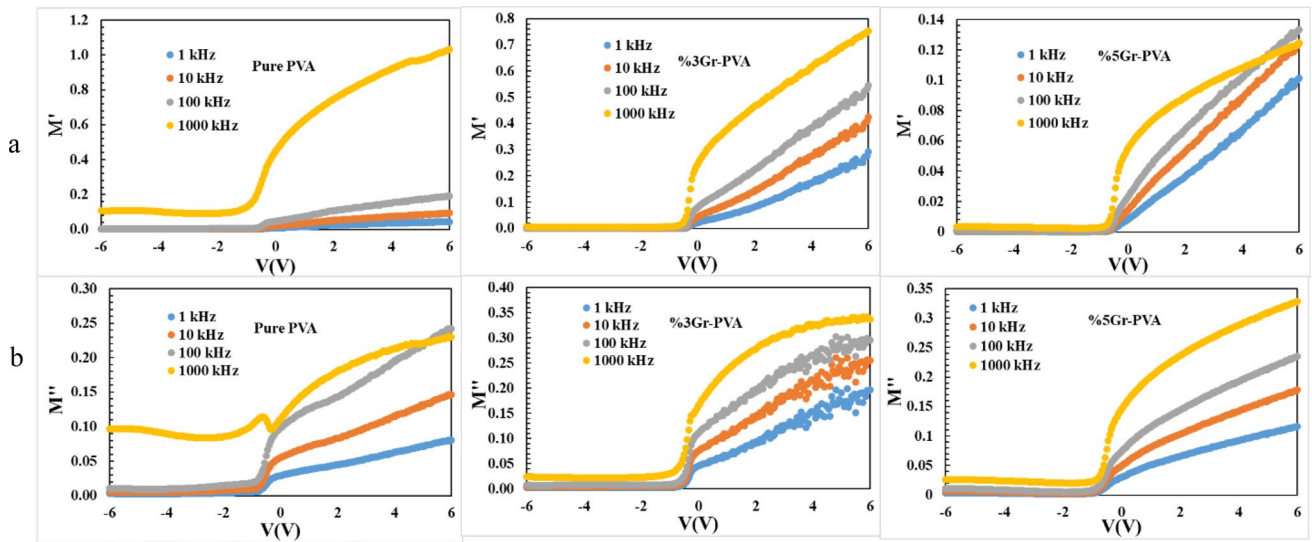 a
M'
1.2
1.0
0.8
0.6
0.4
0.2
0.0
1 kHz
10 kHz
100 kHz
1000 kHz
Pure PVA
-6 -4 -2 0 2 4 6
V(V)
M'
0.8
0.7
0.6
0.5
0.4
0.3
0.2
0.1
0.0
1 kHz
10 kHz
100 kHz
1000 kHz
%3Gr-PVA
-6 -4 -2 0 2 4 6
V(V)
M'
0.14
0.12
0.1
0.08
0.06
0.04
0.02
0
1 kHz
10 kHz
100 kHz
1000 kHz
%5Gr-PVA
-6 -4 -2 0 2 4 6
V(V)
b
M"
0.30
0.25
0.20
0.15
0.10
0.05
0.00
1 kHz
10 kHz
100 kHz
1000 kHz
Pure PVA
-6 -4 -2 0 2 4 6
V(V)
M"
0.40
0.35
0.30
0.25
0.20
0.15
0.10
0.05
0.00
1 kHz
10 kHz
100 kHz
1000 kHz
%3Gr-PVA
-6 -4 -2 0 2 4 6
V(V)
M"
0.35
0.3
0.25
0.2
0.15
0.1
0.05
0
1 kHz
10 kHz
100 kHz
1000 kHz
%5Gr-PVA
-6 -4 -2 0 2 4 6
V(V)